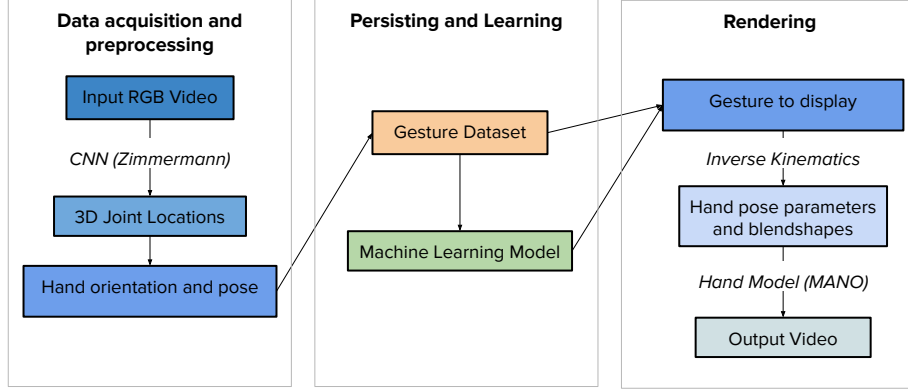 Data acquisition and
preprocessing
Input RGB Video
CNN (Zimmermann)
3D Joint Locations
Hand orientation and pose
Persisting and Learning
Gesture Dataset
Machine Learning Model
Rendering
Gesture to display
Inverse Kinematics
Hand pose parameters
and blendshapes
Hand Model (MANO)
Output Video